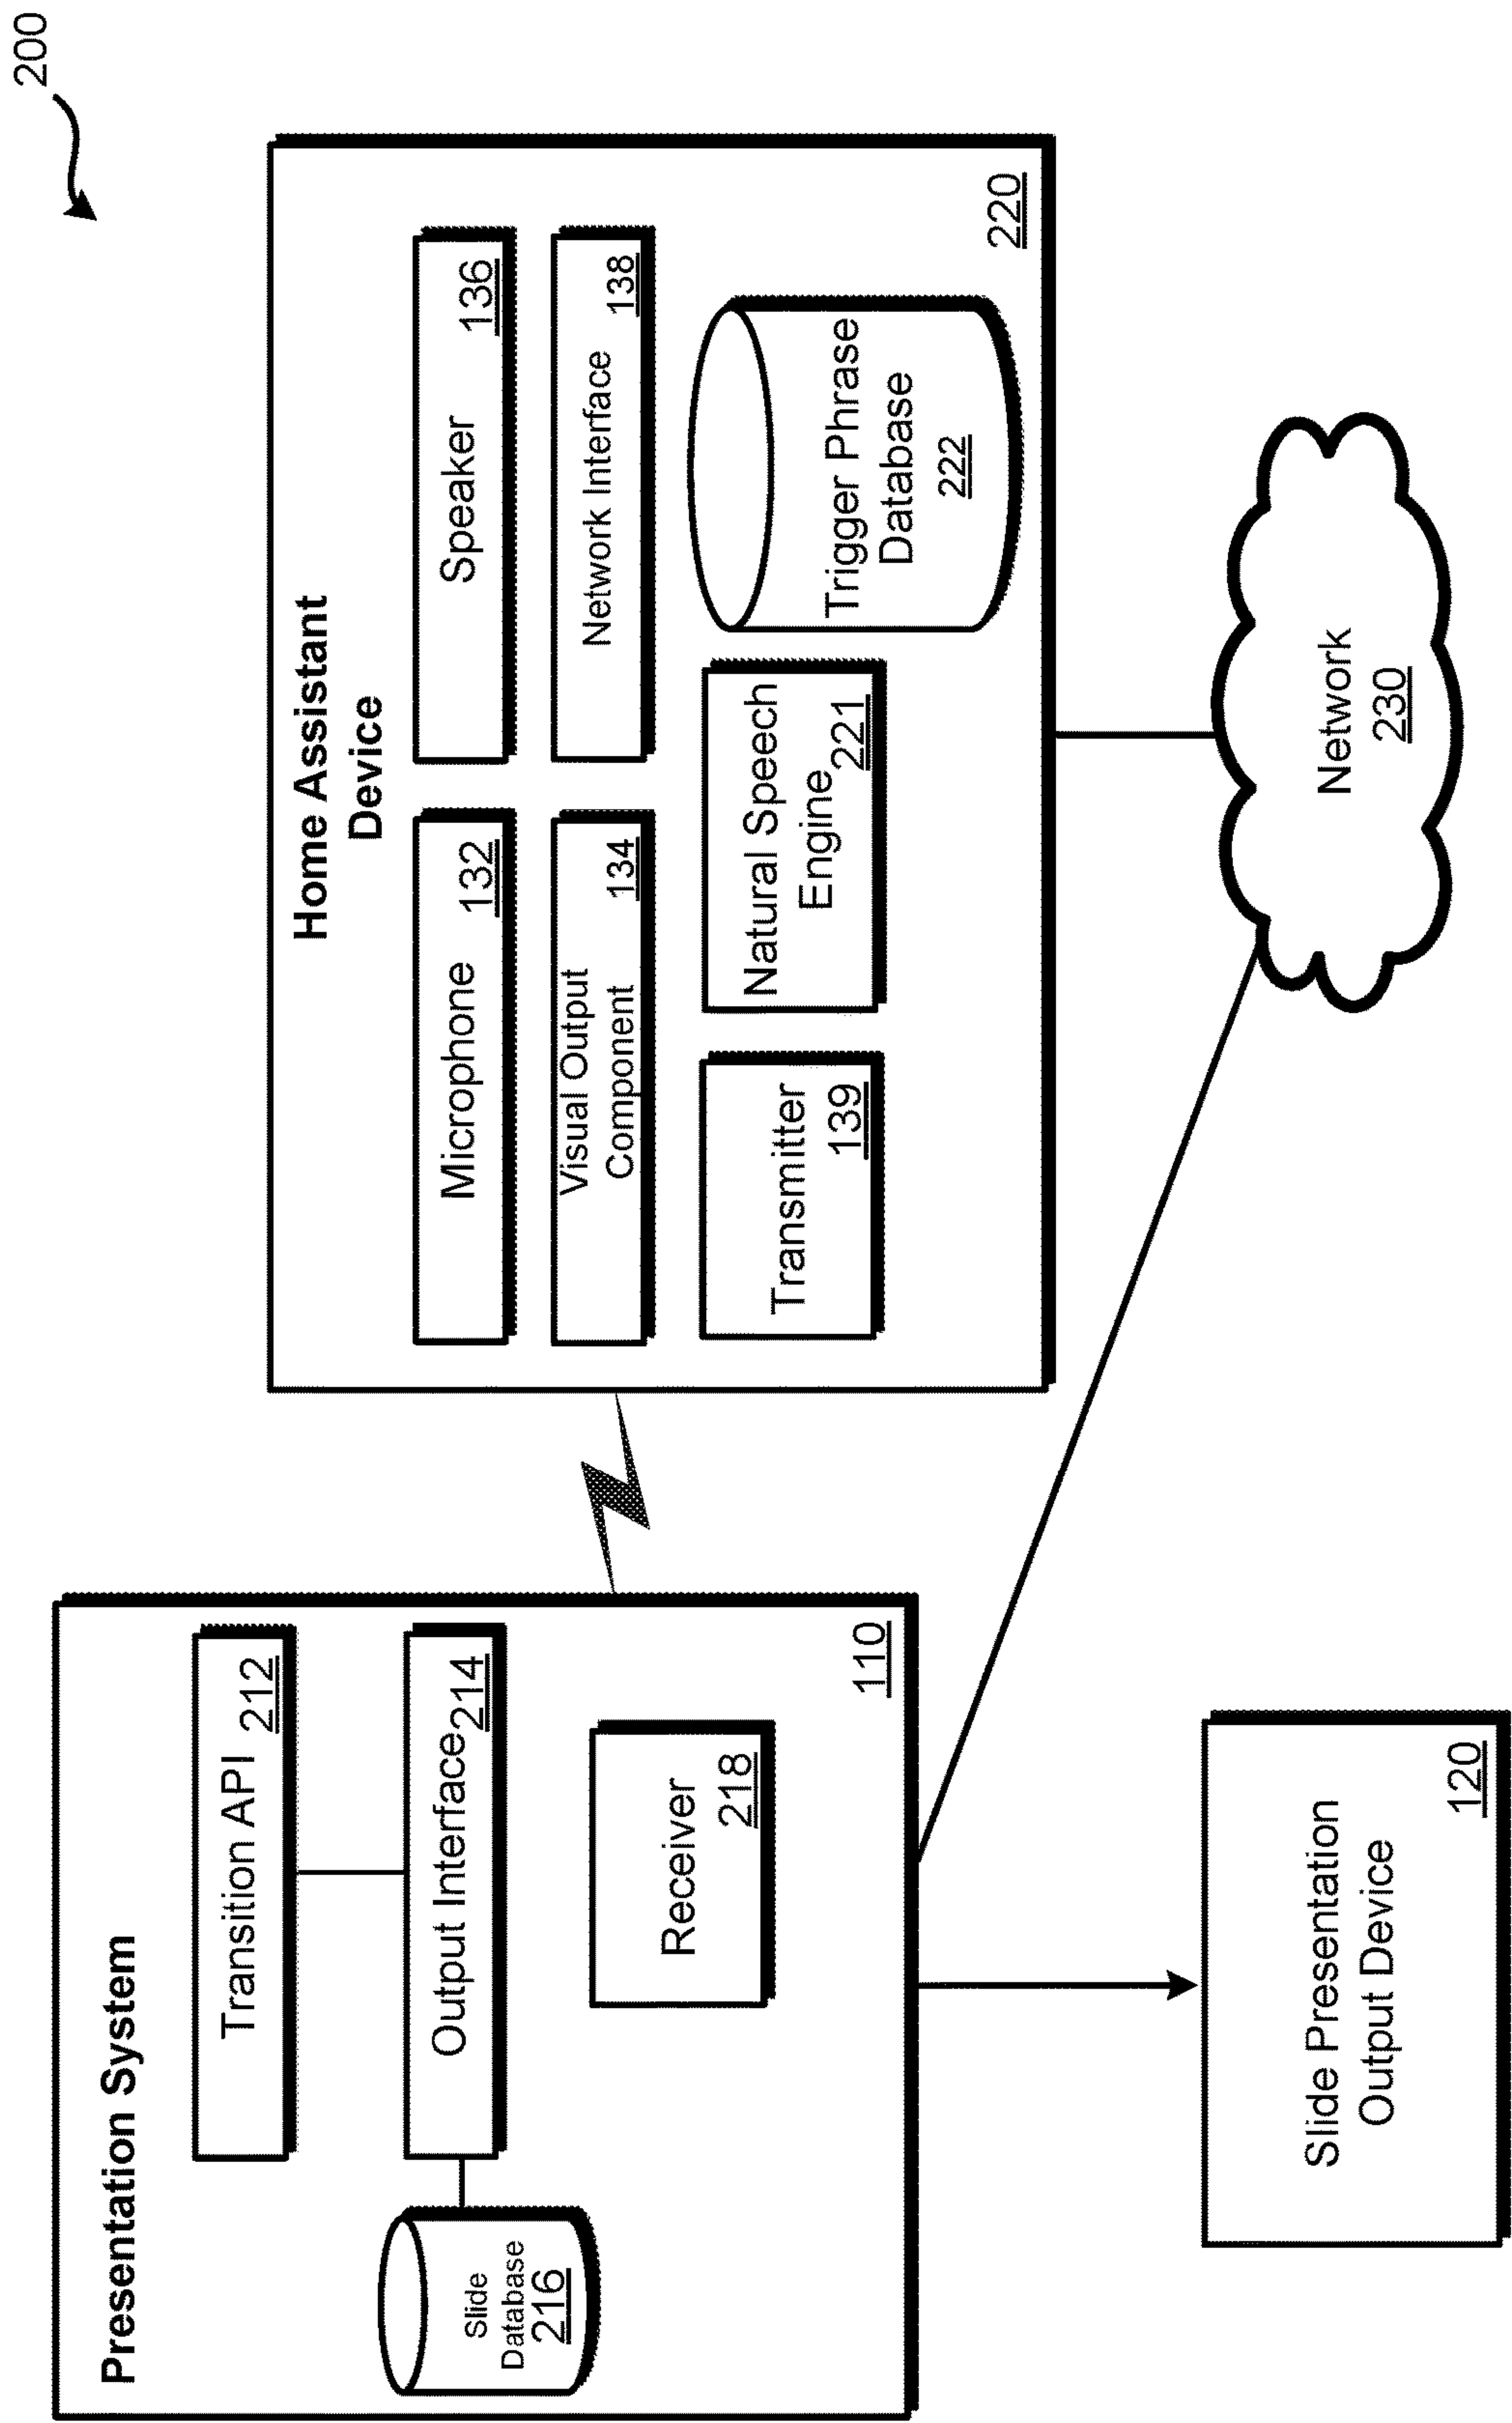 200
Presentation System
Transition API
212
Output Interface
214
Slide
Database
216
Receiver
218
110
Home Assistant
Device
Microphone
132
Speaker
136
Visual Output
Component
134
Network Interface
138
Transmitter
139
Natural Speech
Engine
221
Trigger Phrase
Database
222
220
Slide Presentation
Output Device
120
Network
230